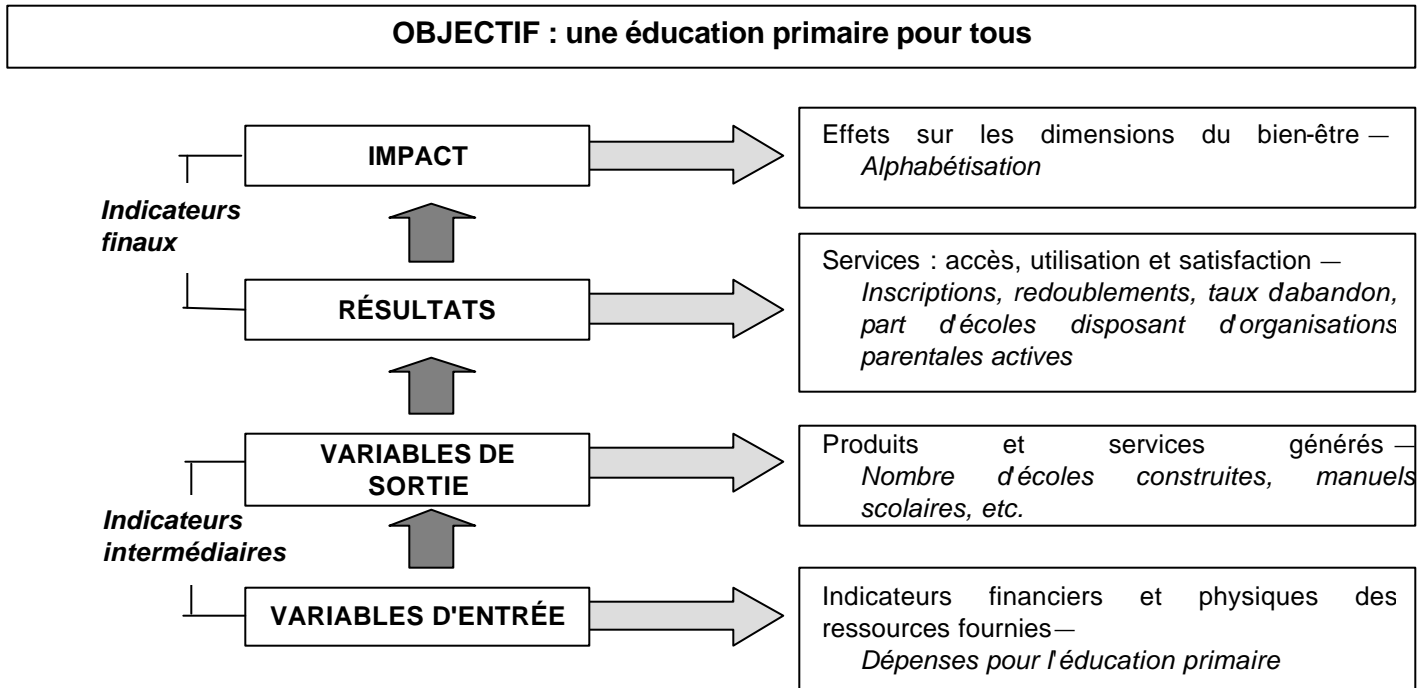 OBJECTIF : une éducation primaire pour tous
IMPACT
Effets sur les dimensions du bien-être —
Alphabétisation
Indicateurs
finaux
RÉSULTATS
Services : accès, utilisation et satisfaction —
Inscriptions, redoublements, taux d'abandon,
part d'écoles disposant d'organisations
parentales actives
VARIABLES DE
SORTIE
Produits et services générés —
Nombre d'écoles construites, manuels
scolaires, etc.
Indicateurs
intermédiaires
VARIABLES D'ENTRÉE
Indicateurs financiers et physiques des
ressources fournies—
Dépenses pour l'éducation primaire